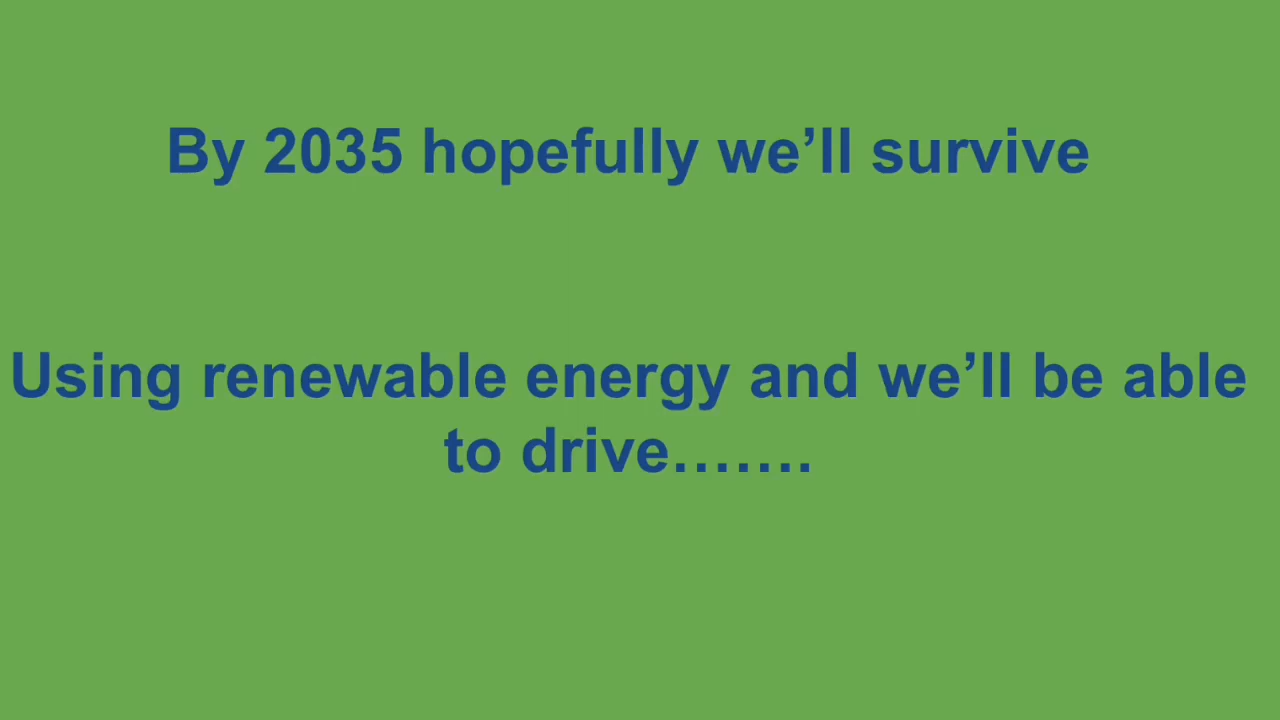 By 2035 hopefully we’ll survive
Using renewable energy and we’ll be able
to drive…….